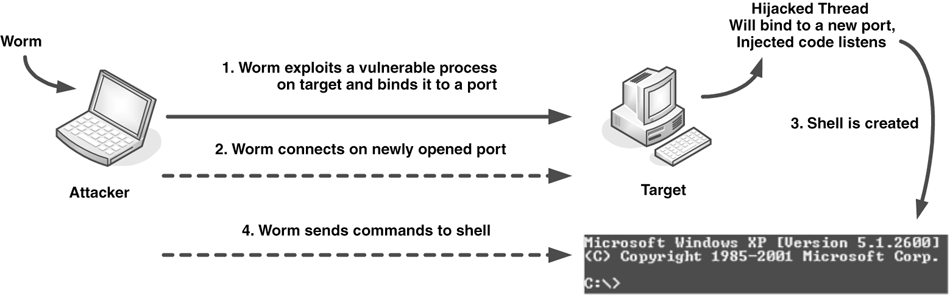 Worm
Attacker
1. Worm exploits a vulnerable process
on target and binds it to a port
2. Worm connects on newly opened port
4. Worm sends commands to shell
Target
Hijacked Thread
Will bind to a new port,
Injected code listens
3. Shell is created
Microsoft Windows XP [Version 5.1.2600]
(C) Copyright 1985-2001 Microsoft Corp.
C:\>